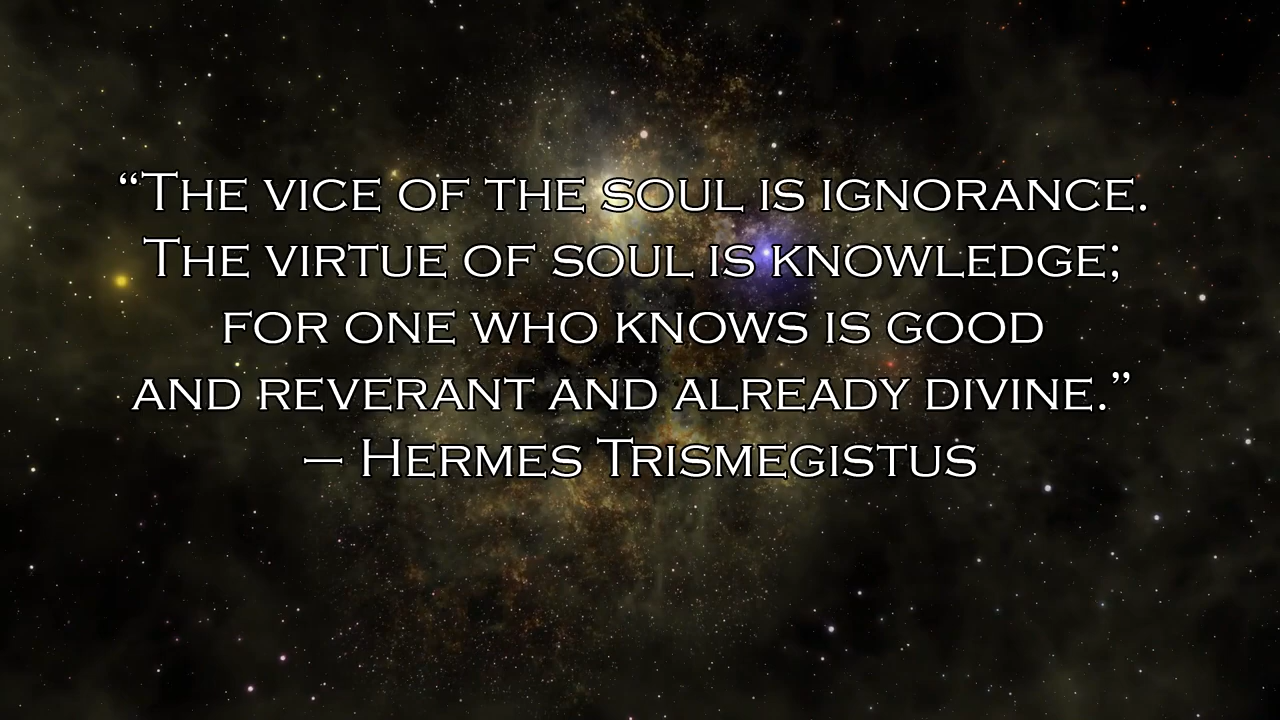 “The vice of the soul is ignorance.
The virtue of soul is knowledge;
for one who knows is good
and reverant and already divine.”
— Hermes Trismegistus